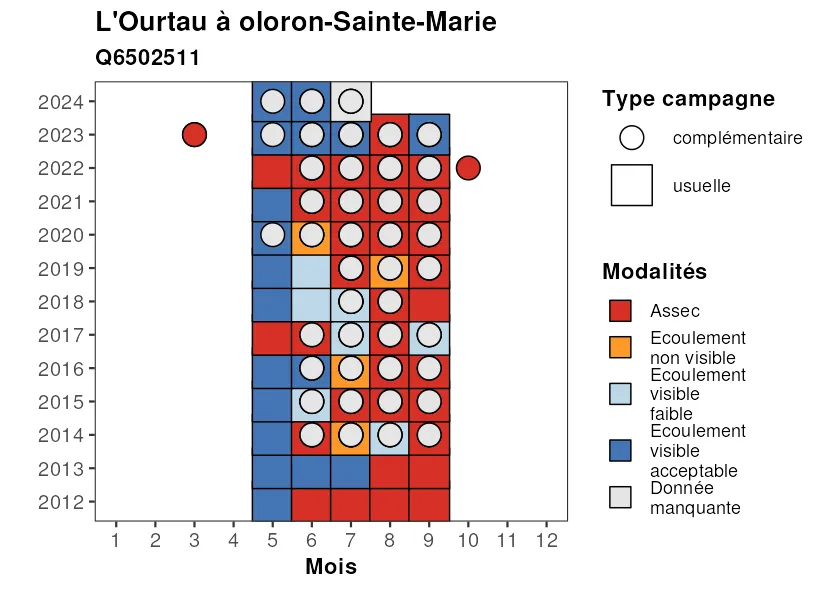 L'Ourtau à oloron-Sainte-Marie
Q6502511
2024
2023
2022
2021
2020
2019
2018
2017
2016
2015
2014
2013
2012
1 2 3 4 5 6 7 8 9 10 11 12
Mois
Type campagne
complémentaire
usuelle
Modalités
Assec
Ecoulement
non visible
Ecoulement
visible
faible
Ecoulement
visible
acceptable
Donnée
manquante